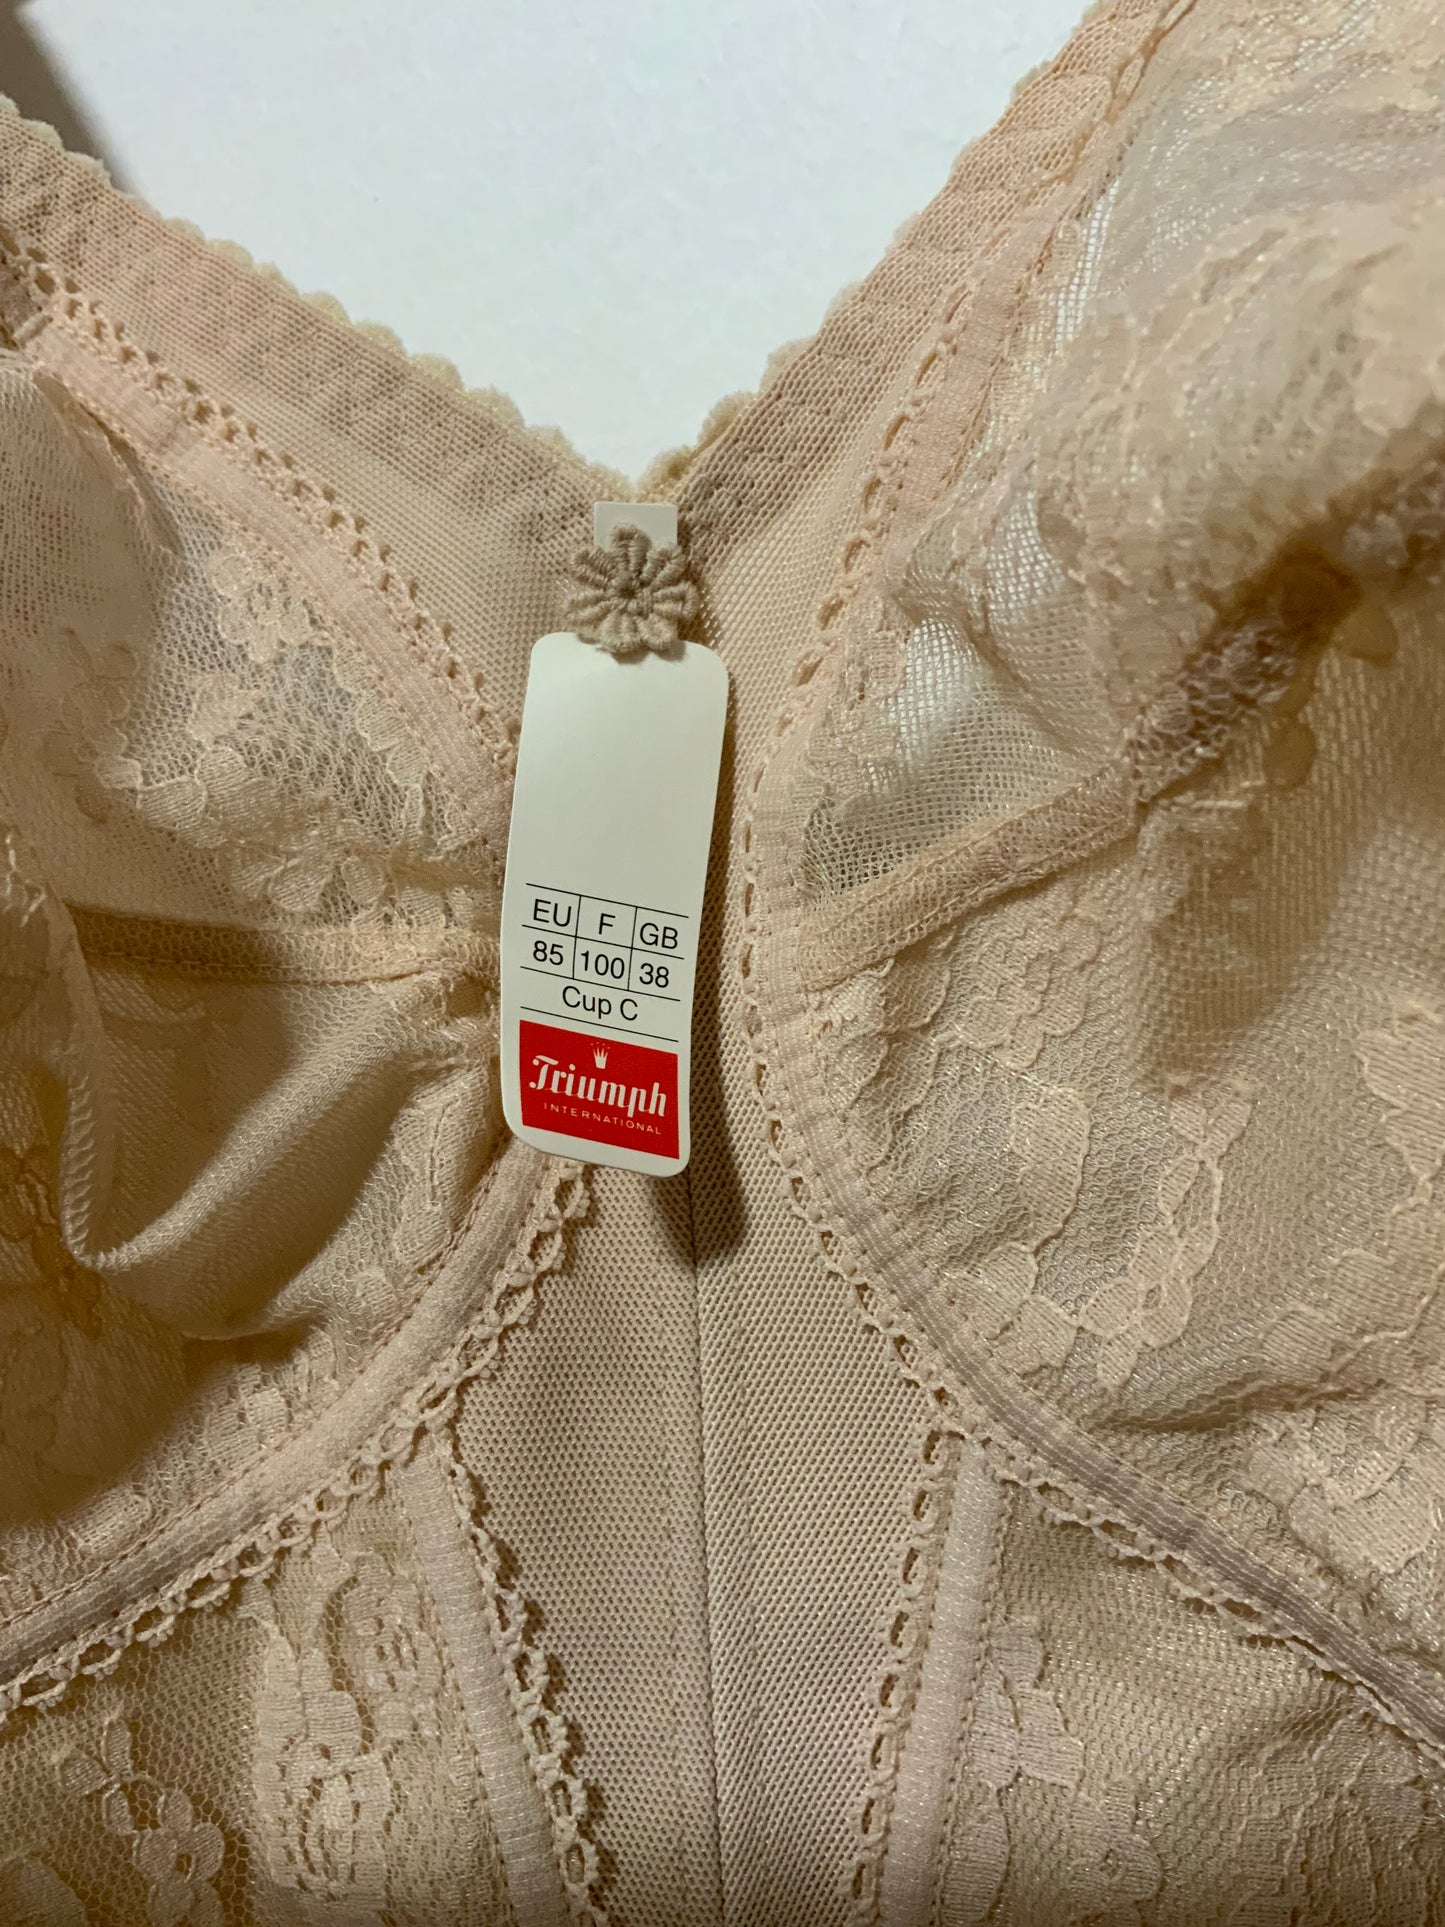 EU F GB
85 100 38
Cup C
Triumph
INTERNATIONAL